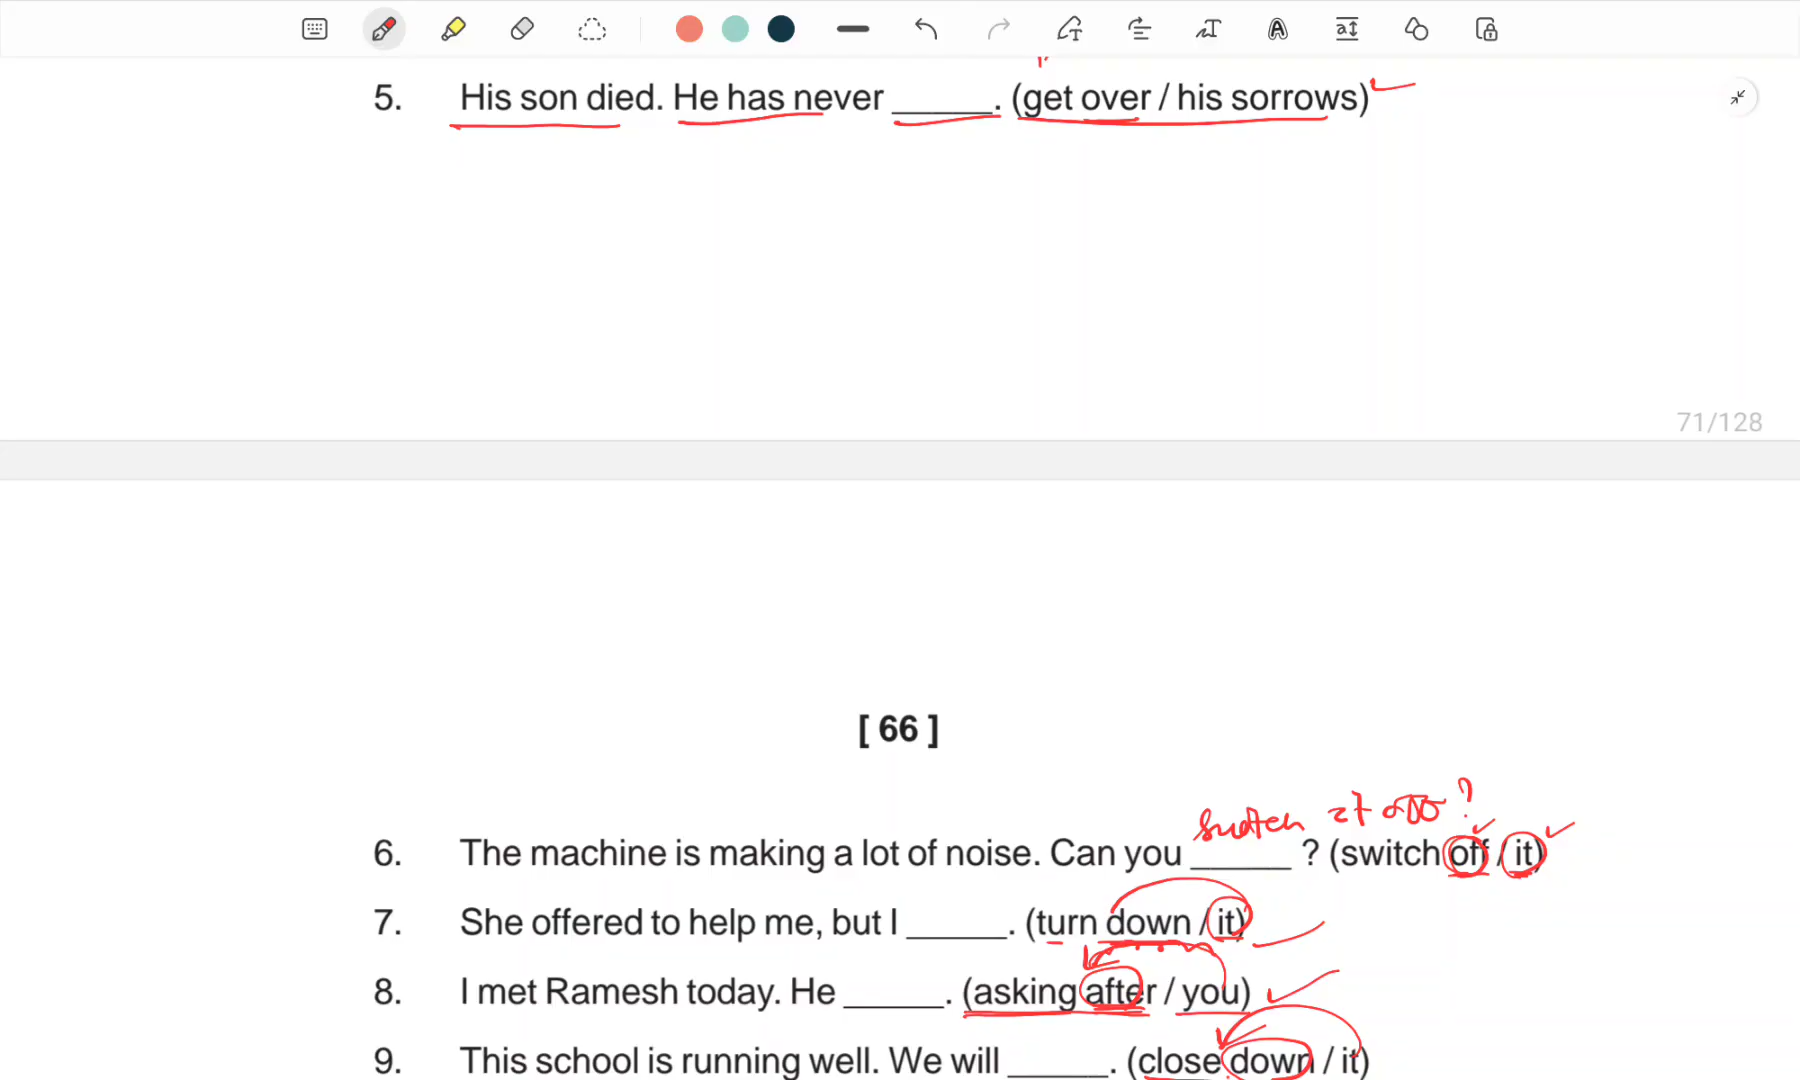 5. His son died. He has never ______. (get over / his sorrows)
71/128
[ 66 ]
switch it off ?
6. The machine is making a lot of noise. Can you ______ ? (switch off / it)
7. She offered to help me, but I ______. (turn down / it)
8. I met Ramesh today. He ______. (asking after / you)
9. This school is running well. We will ______. (close down / it)